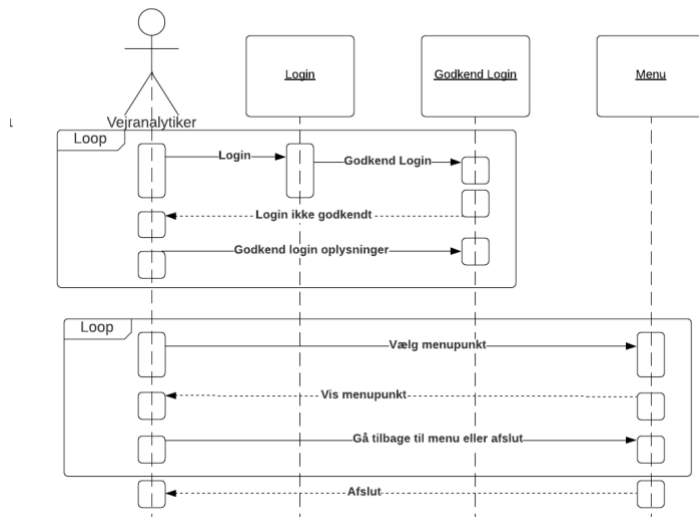 Login
Godkend Login
Menu
Vejranalytiker
Loop
Login
Godkend Login
Login ikke godkendt
Godkend login oplysninger
Loop
Vælg menupunkt
Vis menupunkt
Gå tilbage til menu eller afslut
Afslut